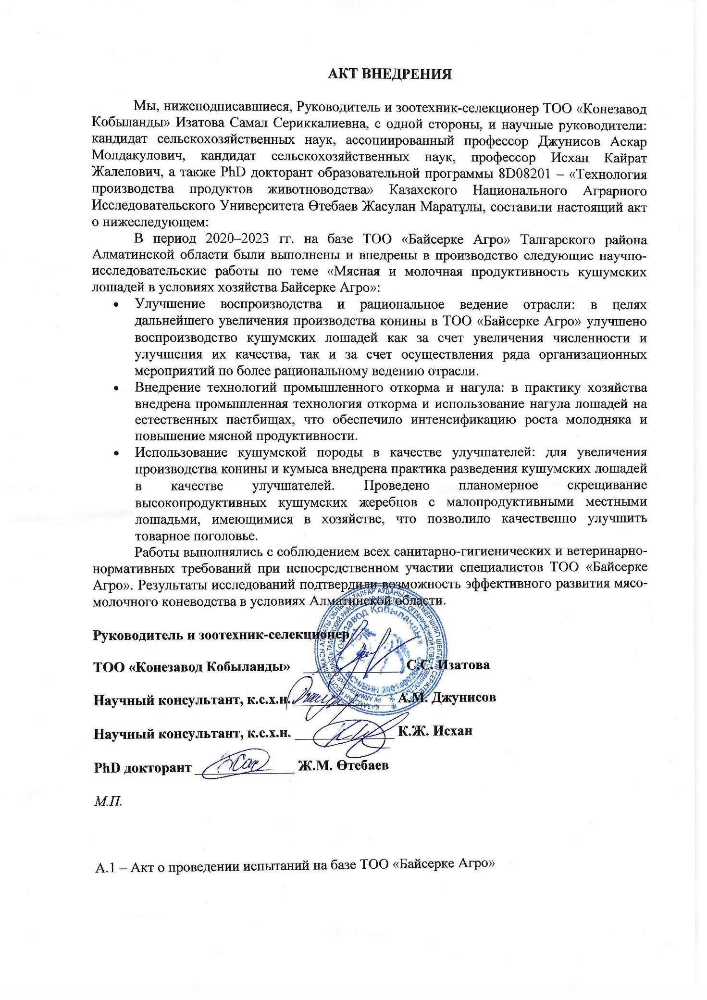 АКТ ВНЕДРЕНИЯ
Мы, нижеподписавшиеся, Руководитель и зоотехник-селекционер ТОО «Конезавод
Кобыланды» Изатова Самал Сериккалиевна, с одной стороны, и научные руководители:
кандидат сельскохозяйственных наук, ассоциированный профессор Джунисов Аскар
Молдакулович, кандидат сельскохозяйственных наук, профессор Исхан Кайрат
Жалелович, а также PhD докторант образовательной программы 8D08201 – «Технология
производства продуктов животноводства» Казахского Национального Аграрного
Исследовательского Университета Өтебаев Жасулан Маратұлы, составили настоящий акт
о нижеследующем:
В период 2020–2023 гг. на базе ТОО «Байсерке Агро» Талгарского района
Алматинской области были выполнены и внедрены в производство следующие научно-
исследовательские работы по теме «Мясная и молочная продуктивность кушумских
лошадей в условиях хозяйства Байсерке Агро»:
• Улучшение воспроизводства и рациональное ведение отрасли: в целях
дальнейшего увеличения производства конины в ТОО «Байсерке Агро» улучшено
воспроизводство кушумских лошадей как за счет увеличения численности и
улучшения их качества, так и за счет осуществления ряда организационных
мероприятий по более рациональному ведению отрасли.
• Внедрение технологий промышленного откорма и нагула: в практику хозяйства
внедрена промышленная технология откорма и использование нагула лошадей на
естественных пастбищах, что обеспечило интенсификацию роста молодняка и
повышение мясной продуктивности.
• Использование кушумской породы в качестве улучшателей: для увеличения
производства конины и кумыса внедрена практика разведения кушумских лошадей
в качестве улучшателей. Проведено планомерное скрещивание
высокопродуктивных кушумских жеребцов с малопродуктивными местными
лошадьми, имеющимися в хозяйстве, что позволило качественно улучшить
товарное поголовье.
Работы выполнялись с соблюдением всех санитарно-гигиенических и ветеринарно-
нормативных требований при непосредственном участии специалистов ТОО «Байсерке
Агро». Результаты исследований подтвердили возможность эффективного развития мясо-
молочного коневодства в условиях Алматинской области.
Руководитель и зоотехник-селекционер
ТОО «Конезавод Кобыланды» С.С. Изатова
Научный консультант, к.с.х.н. А.М. Джунисов
Научный консультант, к.с.х.н. К.Ж. Исхан
PhD докторант Ж.М. Өтебаев
М.П.
А.1 – Акт о проведении испытаний на базе ТОО «Байсерке Агро»